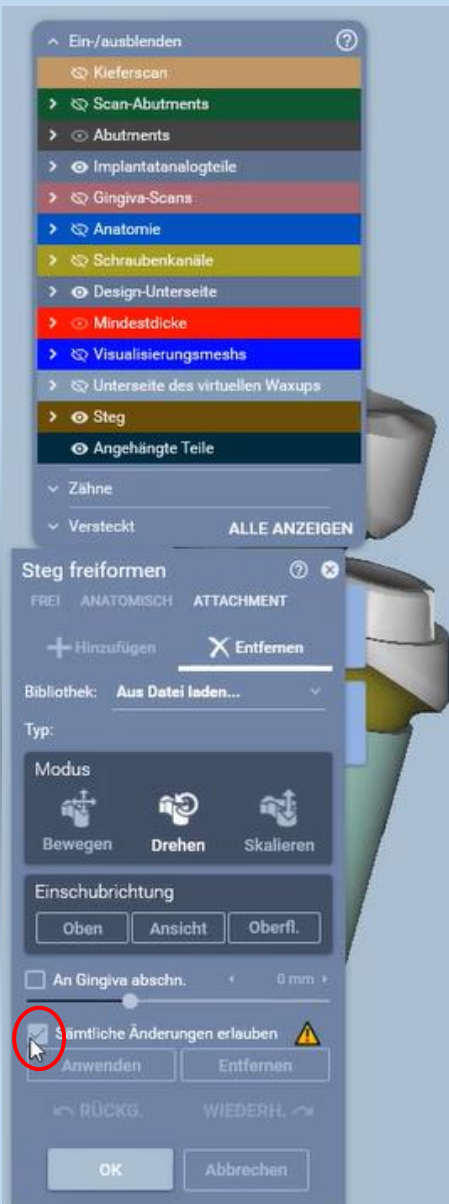 Ein-/ausblenden
Kieferscan
Scan-Abutments
Abutments
Implantatanalogteile
Gingiva-Scans
Anatomie
Schraubenkanäle
Design-Unterseite
Mindestdicke
Visualisierungsmeshs
Unterseite des virtuellen Waxups
Steg
Angehängte Teile
Zähne
Versteckt ALLE ANZEIGEN
Steg freiformen
FREI ANATOMISCH ATTACHMENT
Hinzufügen Entfernen
Bibliothek: Aus Datei laden...
Typ:
Modus
Bewegen Drehen Skalieren
Einschubrichtung
Oben Ansicht Oberfl.
An Gingiva abschn. 0 mm
Sämtliche Änderungen erlauben
Anwenden Entfernen
RÜCKG. WIEDERH.
OK Abbrechen